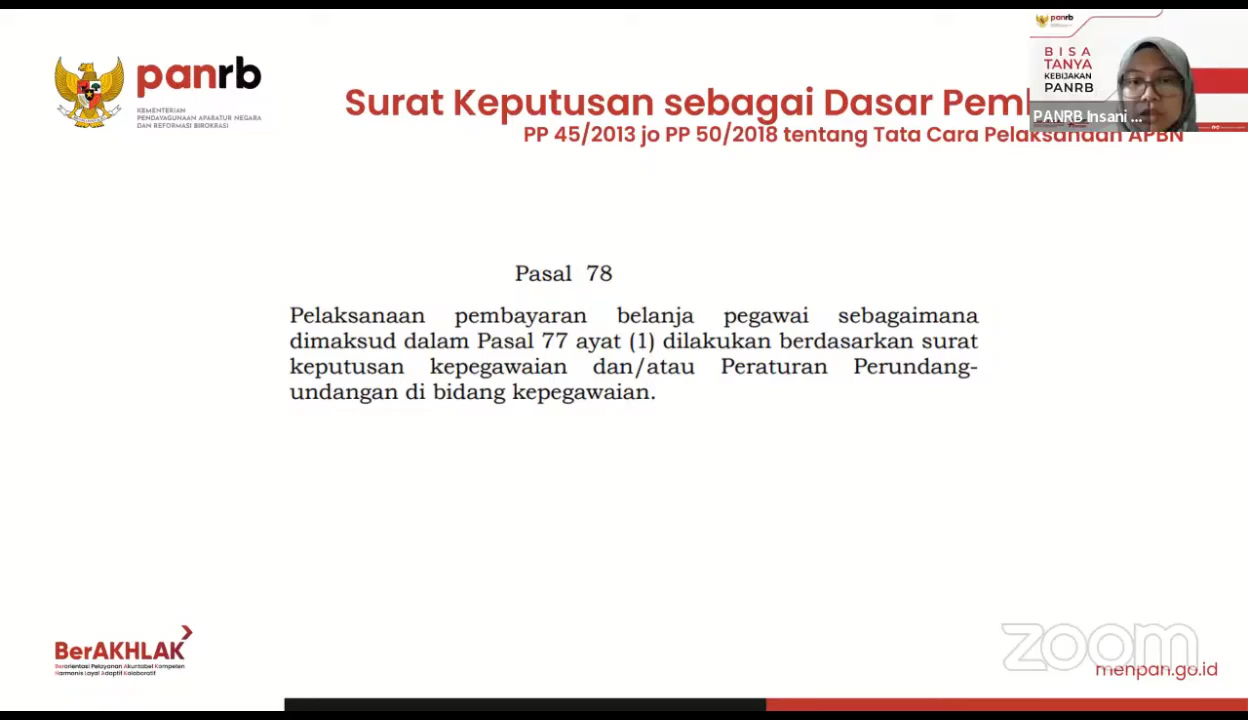 panrb
KEMENTERIAN
PENDAYAGUNAAN APARATUR NEGARA
DAN REFORMASI BIROKRASI
Surat Keputusan sebagai Dasar
PP 45/2013 jo PP 50/2018 tentang Tata Cara Pelaksanaan APBN
panrb
BISA
TANYA
KEBIJAKAN
PANRB
PANRB Insani ...
Pasal 78
Pelaksanaan pembayaran belanja pegawai sebagaimana
dimaksud dalam Pasal 77 ayat (1) dilakukan berdasarkan surat
keputusan kepegawaian dan/atau Peraturan Perundang-
undangan di bidang kepegawaian.
BerAKHLAK
Berorientasi Pelayanan Akuntabel Kompeten
Harmonis Loyal Adaptif Kolaboratif
zoom
menpan.go.id